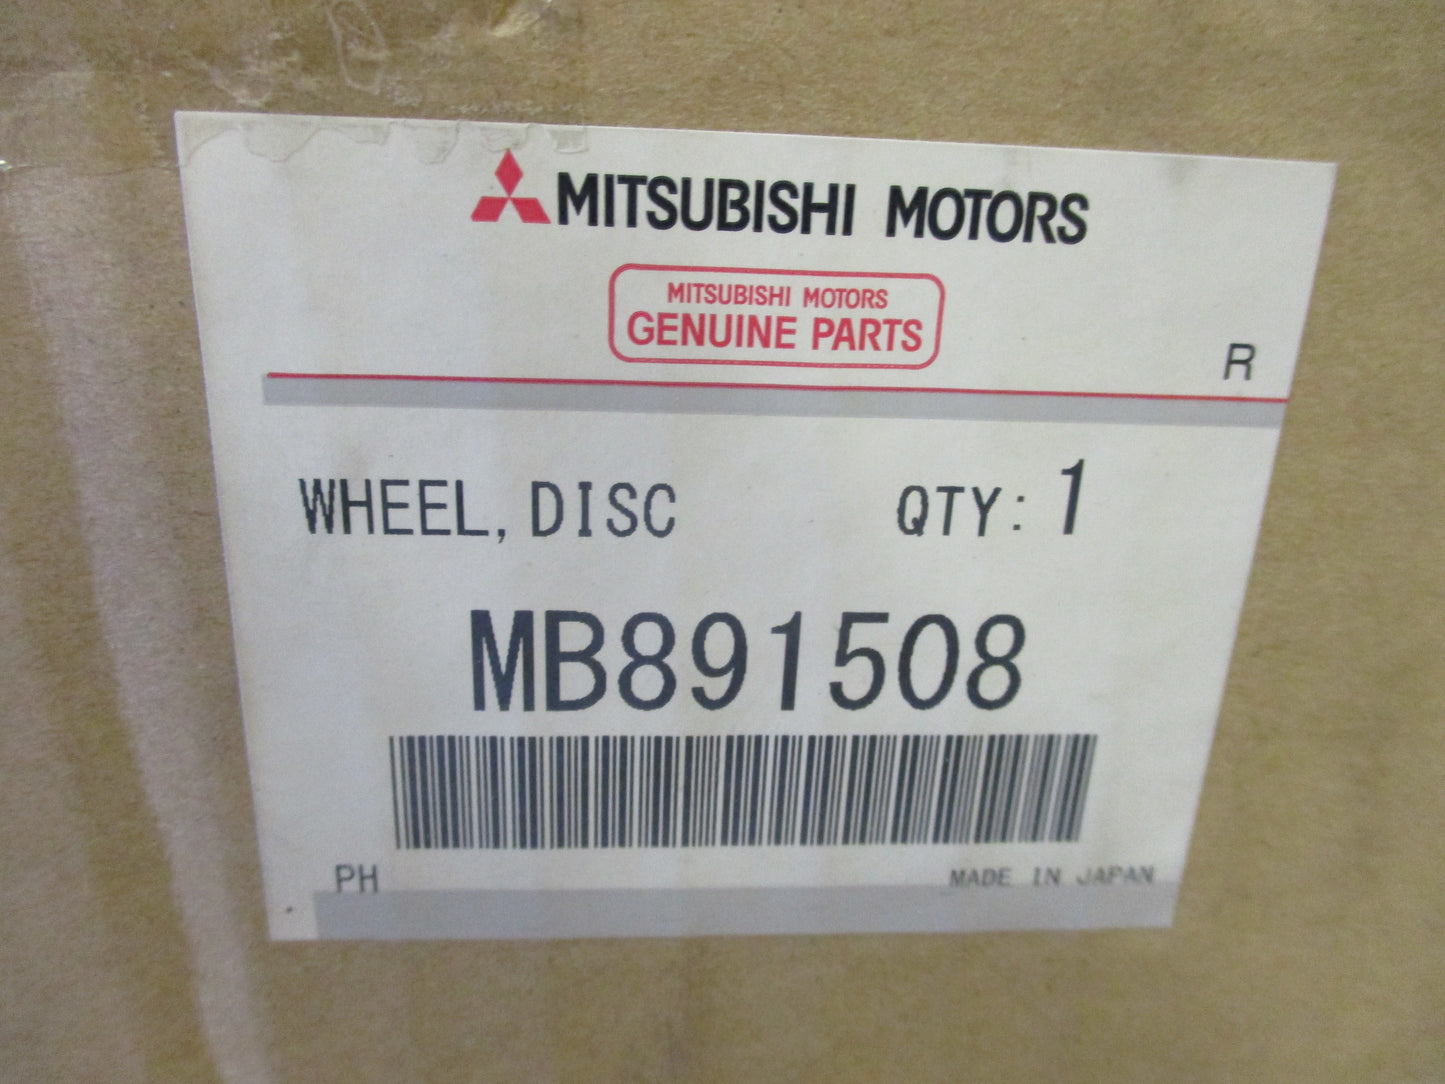 MITSUBISHI MOTORS
MITSUBISHI MOTORS
GENUINE PARTS
R
WHEEL, DISC QTY: 1
MB891508
PH MADE IN JAPAN